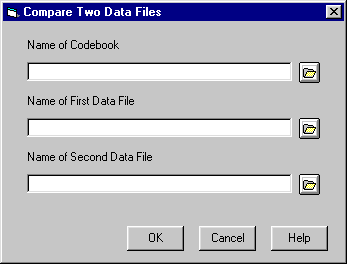 Compare Two Data Files
Name of Codebook
Name of First Data File
Name of Second Data File
OK Cancel Help